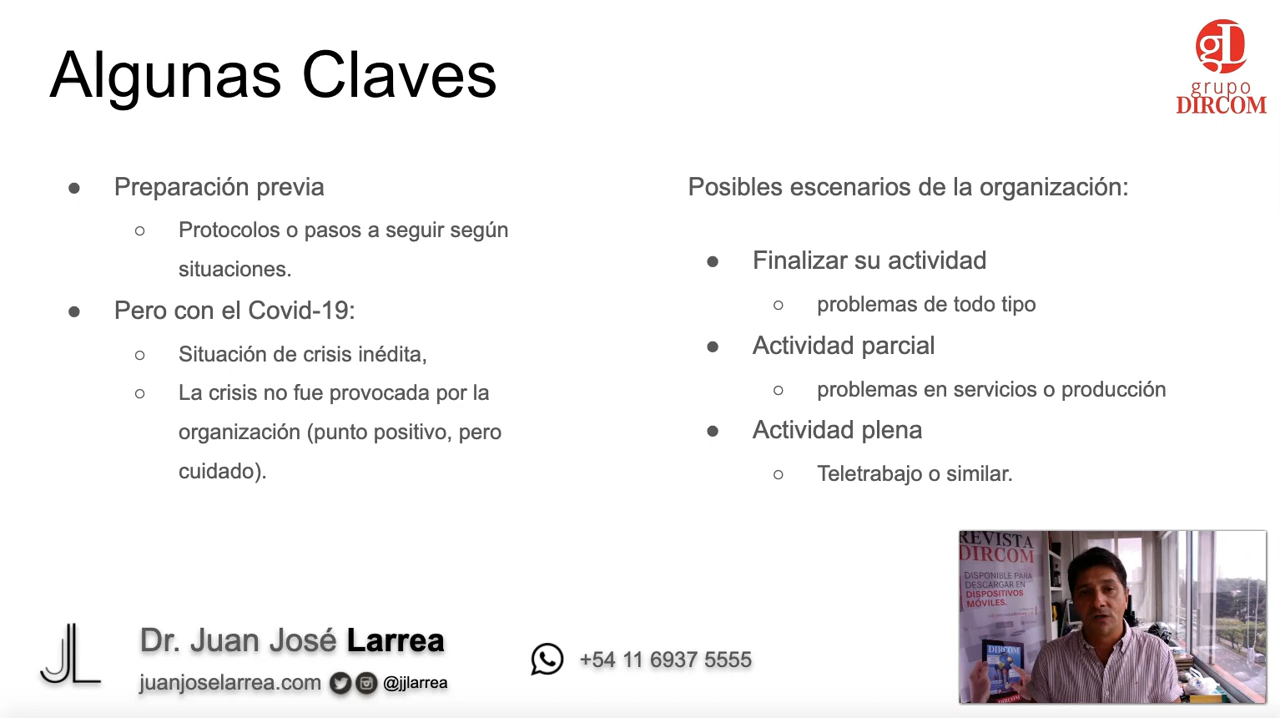 Algunas Claves
gD
grupo
DIRCOM
● Preparación previa
○ Protocolos o pasos a seguir según
situaciones.
● Pero con el Covid-19:
○ Situación de crisis inédita,
○ La crisis no fue provocada por la
organización (punto positivo, pero
cuidado).
Posibles escenarios de la organización:
● Finalizar su actividad
○ problemas de todo tipo
● Actividad parcial
○ problemas en servicios o producción
● Actividad plena
○ Teletrabajo o similar.
REVISTA
DIRCOM
DISPONIBLE PARA
DESCARGAR EN
DISPOSITIVOS
MÓVILES.
DIRCOM
JL
Dr. Juan José Larrea
juanjoselarrea.com @jjlarrea
+54 11 6937 5555